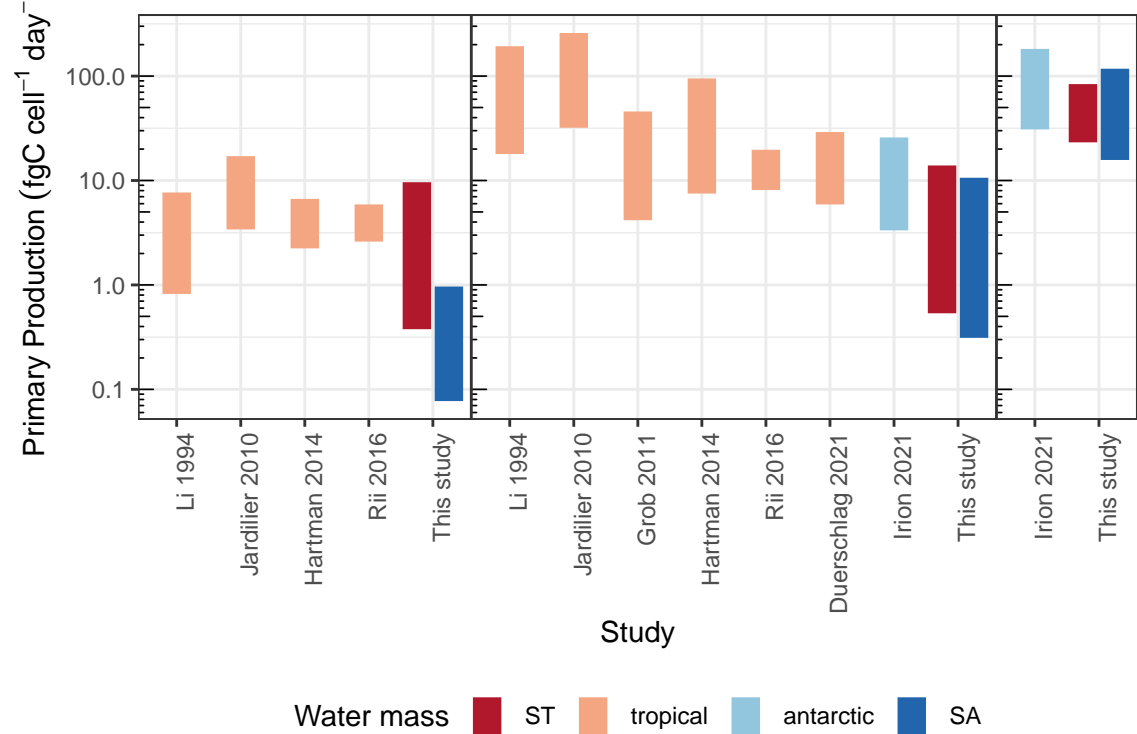 Primary Production (fgC cell⁻¹ day⁻
100.0
10.0
1.0
0.1
Li 1994
Jardilier 2010
Hartman 2014
Rii 2016
This study
Li 1994
Jardilier 2010
Grob 2011
Hartman 2014
Rii 2016
Duerschlag 2021
Irion 2021
This study
Irion 2021
This study
Study
Water mass ST tropical antarctic SA